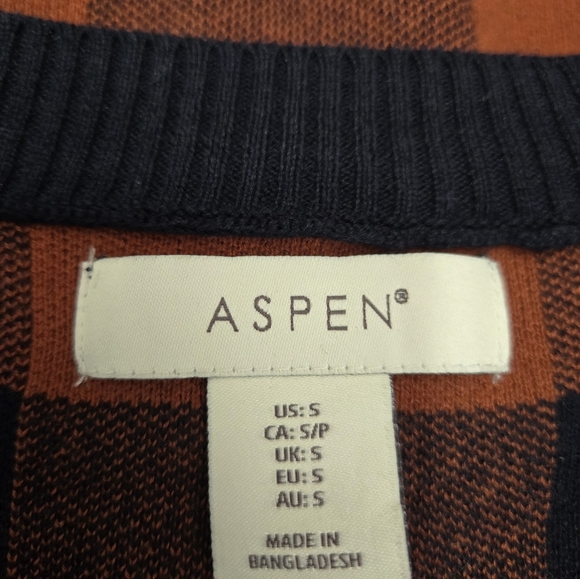 ASPEN®
US: S
CA: S/P
UK: S
EU: S
AU: S
MADE IN
BANGLADESH